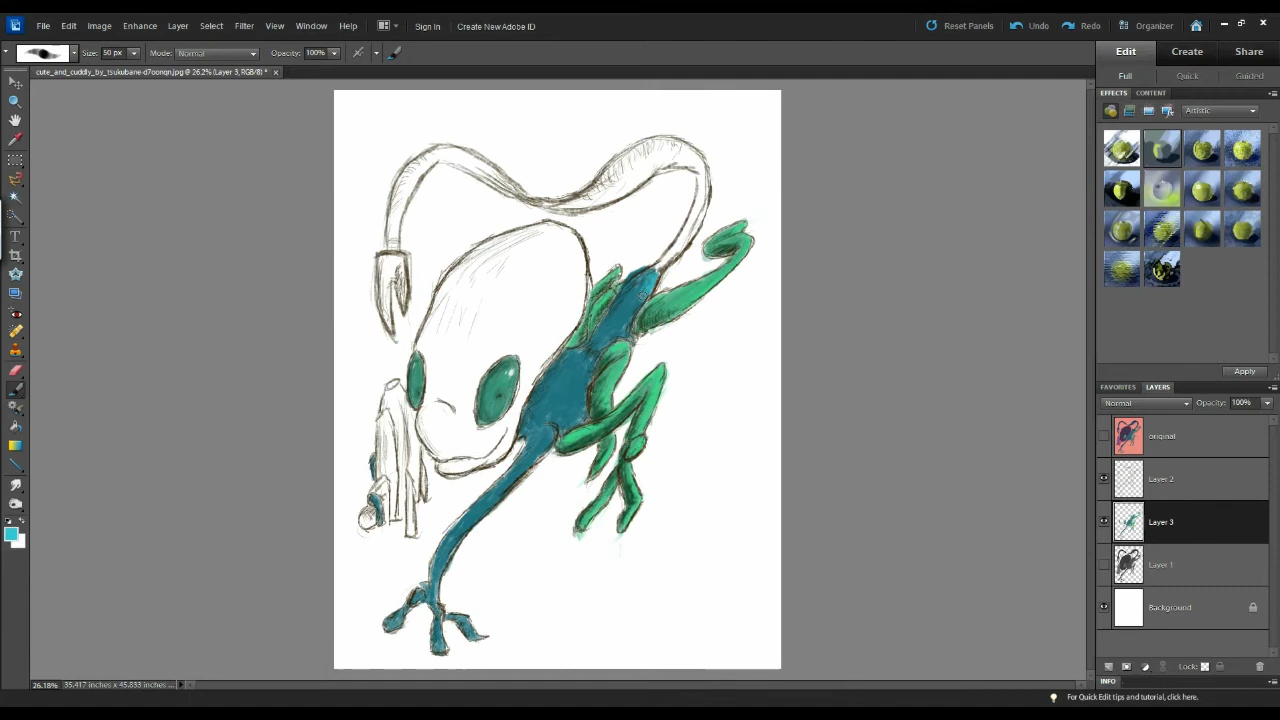 File Edit Image Enhance Layer Select Filter View Window Help Sign In Create New Adobe ID Reset Panels Undo Redo Organizer
Size: 50 px Mode: Normal Opacity: 100% Edit Create Share
cute_and_cuddly_by_tsukubane-d7oonqn.jpg @ 26.2% (Layer 3, RGB/8) * Full Quick Guided
EFFECTS CONTENT
Artistic
Apply
FAVORITES LAYERS
Normal Opacity: 100%
original
Layer 2
Layer 3
Layer 1
Background
Lock:
26.18% 35.417 inches x 45.833 inches ... INFO
For Quick Edit tips and tutorial, click here.